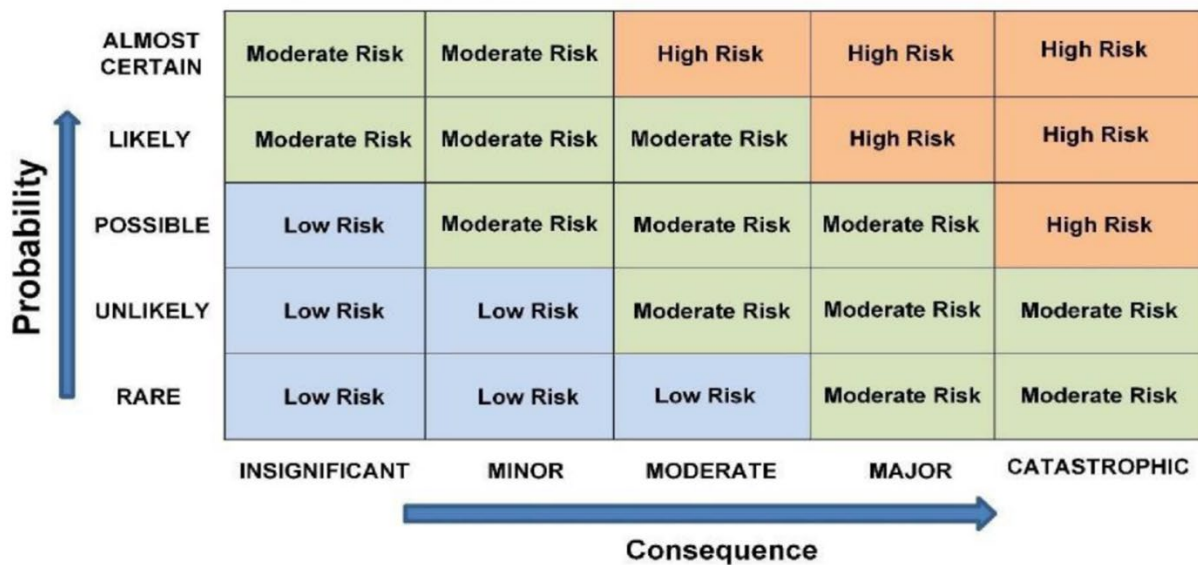 Probability
ALMOST CERTAIN
Moderate Risk
Moderate Risk
High Risk
High Risk
High Risk
LIKELY
Moderate Risk
Moderate Risk
Moderate Risk
High Risk
High Risk
POSSIBLE
Low Risk
Moderate Risk
Moderate Risk
Moderate Risk
High Risk
UNLIKELY
Low Risk
Low Risk
Moderate Risk
Moderate Risk
Moderate Risk
RARE
Low Risk
Low Risk
Low Risk
Moderate Risk
Moderate Risk
INSIGNIFICANT
MINOR
MODERATE
MAJOR
CATASTROPHIC
Consequence